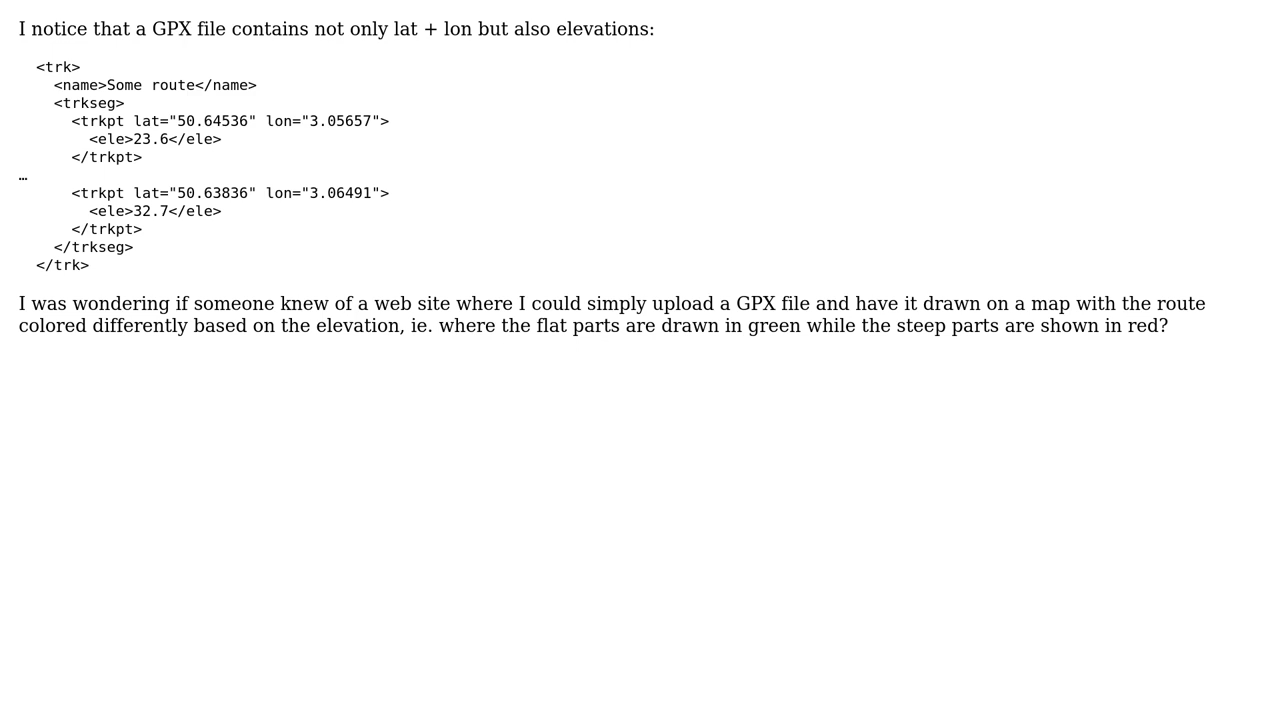 I notice that a GPX file contains not only lat + lon but also elevations:
<trk>
<name>Some route</name>
<trkseg>
<trkpt lat="50.64536" lon="3.05657">
<ele>23.6</ele>
</trkpt>
…
<trkpt lat="50.63836" lon="3.06491">
<ele>32.7</ele>
</trkpt>
</trkseg>
</trk>
I was wondering if someone knew of a web site where I could simply upload a GPX file and have it drawn on a map with the route
colored differently based on the elevation, ie. where the flat parts are drawn in green while the steep parts are shown in red?